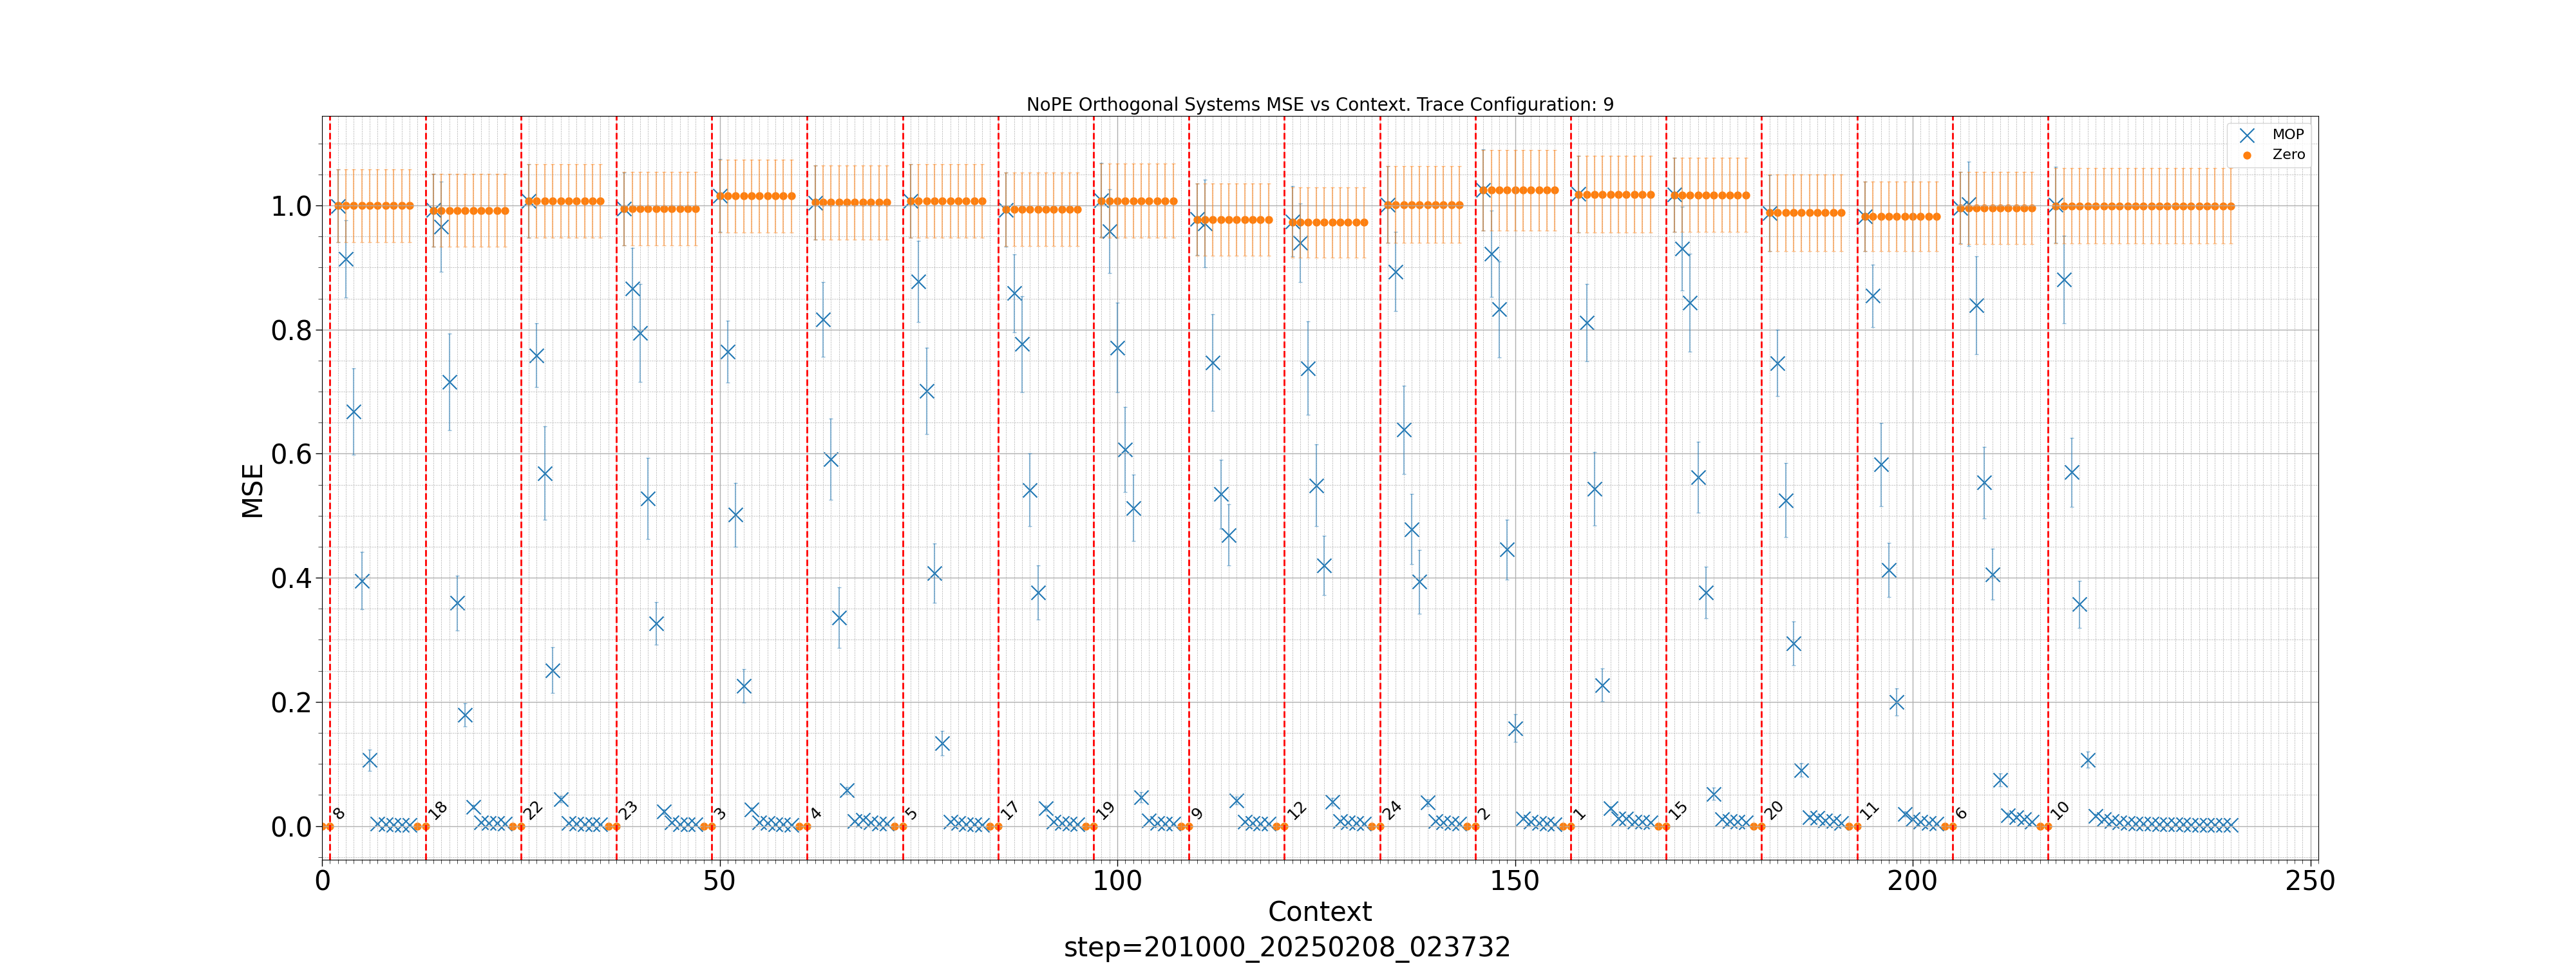 NoPE Orthogonal Systems MSE vs Context. Trace Configuration: 9
MOP
Zero
MSE
1.0
0.8
0.6
0.4
0.2
0.0
8 18 22 23 3 4 5 17 19 9 12 24 2 1 15 20 11 6 10
0 50 100 150 200 250
Context
step=201000_20250208_023732